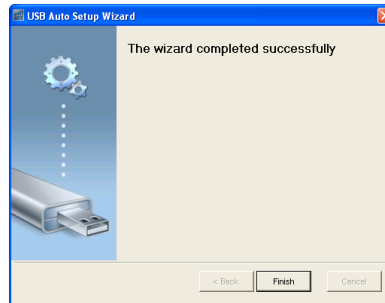 USB Auto Setup Wizard
The wizard completed successfully
< Back
Finish
Cancel